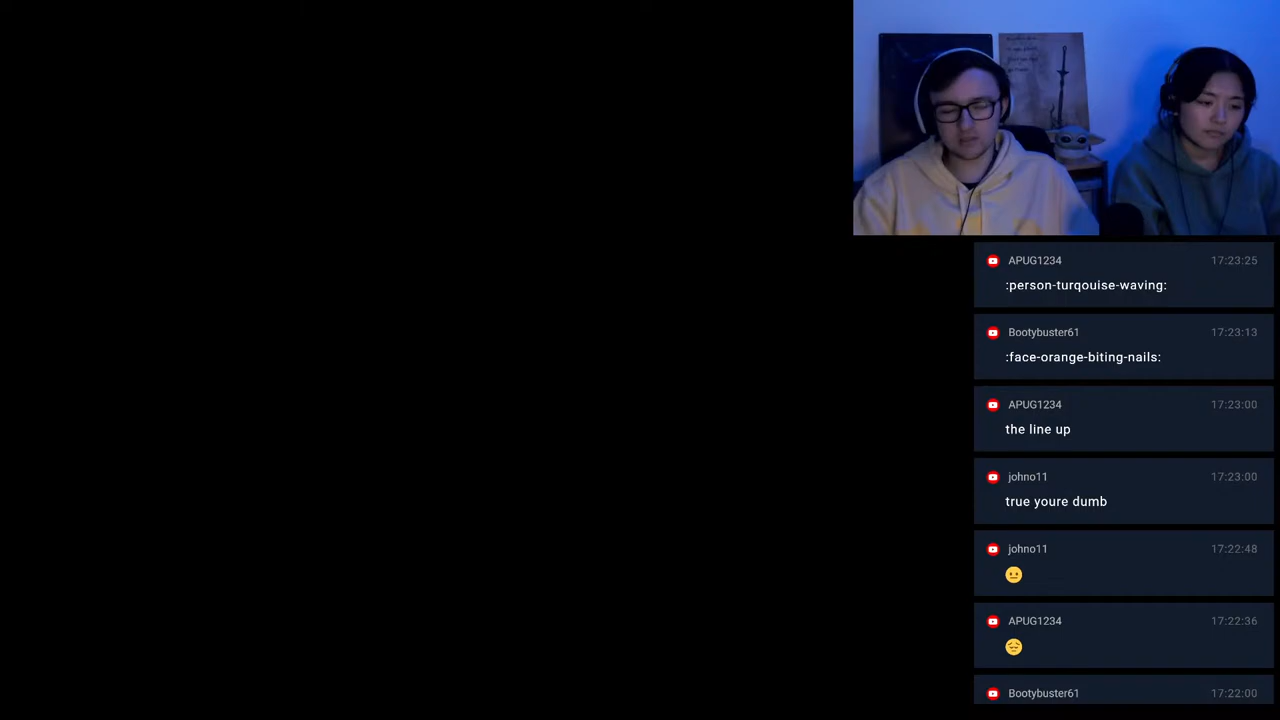 APUG1234 17:23:25
:person-turqouise-waving:
Bootybuster61 17:23:13
:face-orange-biting-nails:
APUG1234 17:23:00
the line up
johno11 17:23:00
true youre dumb
johno11 17:22:48
😐
APUG1234 17:22:36
😔
Bootybuster61 17:22:00